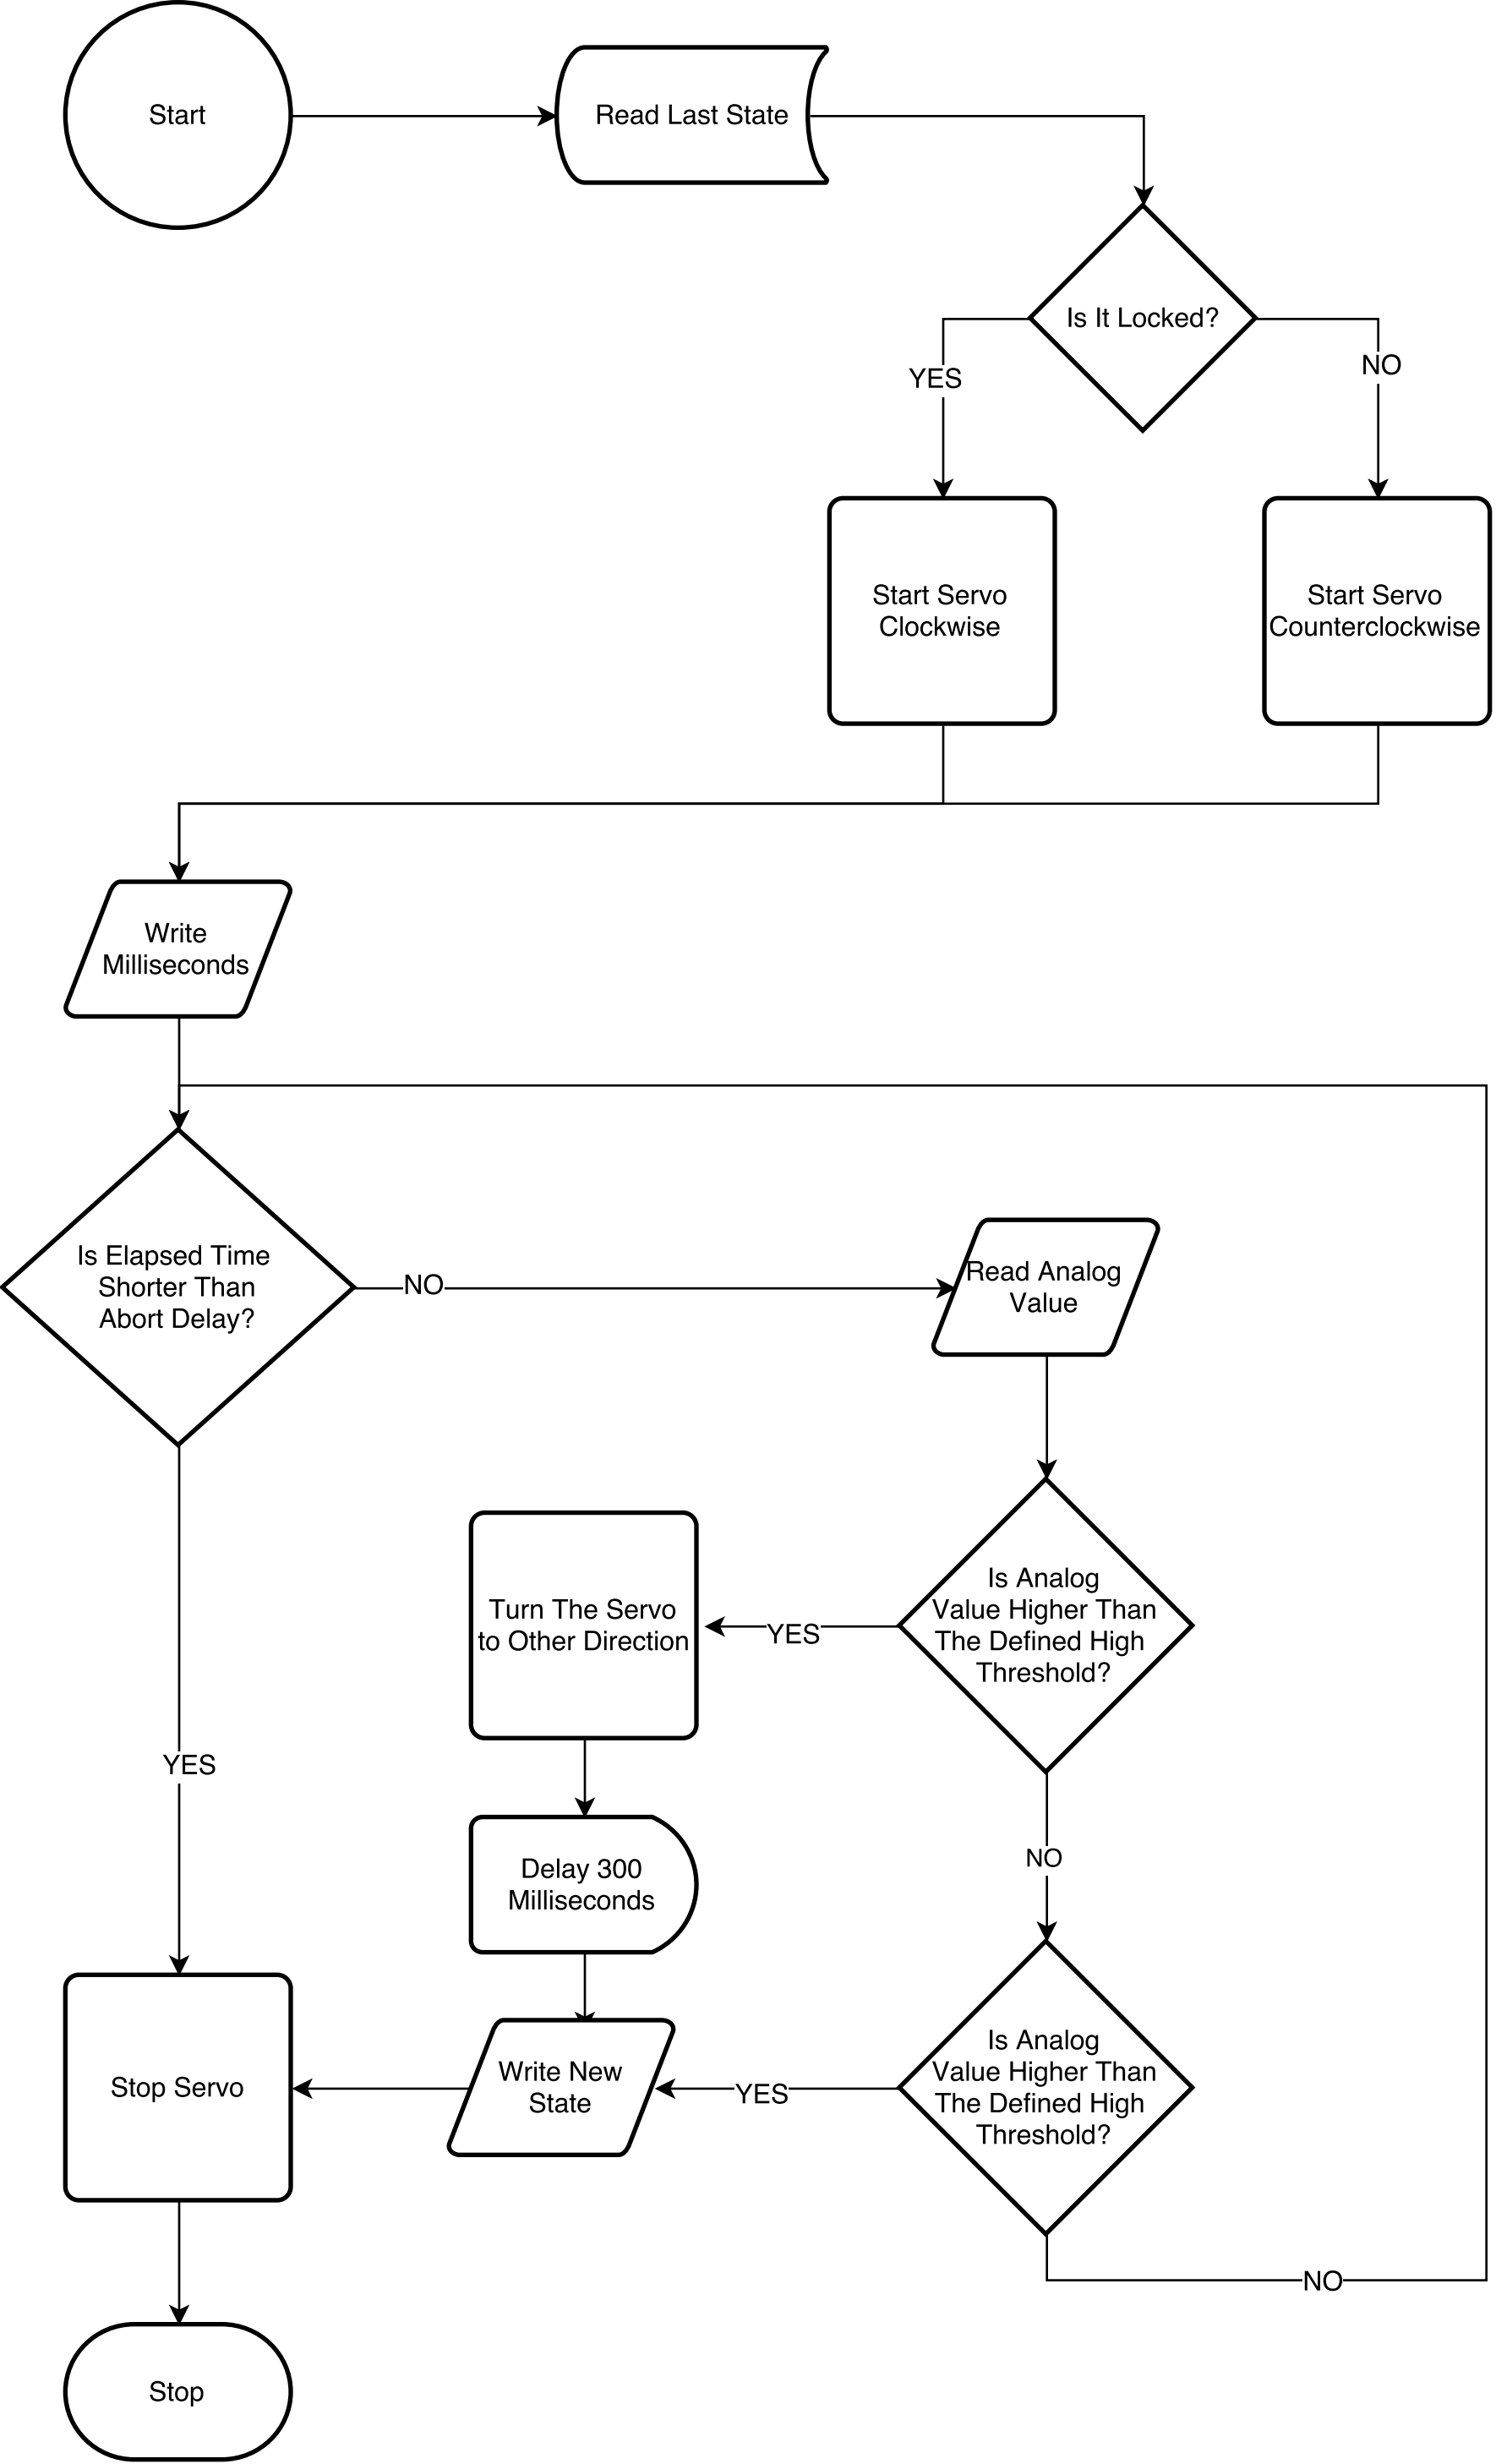 Start
Read Last State
Is It Locked?
YES
NO
Start Servo
Clockwise
Start Servo
Counterclockwise
Write
Milliseconds
Is Elapsed Time
Shorter Than
Abort Delay?
NO
Read Analog
Value
Turn The Servo
to Other Direction
YES
Is Analog
Value Higher Than
The Defined High
Threshold?
YES
Delay 300
Milliseconds
NO
Stop Servo
Write New
State
YES
Is Analog
Value Higher Than
The Defined High
Threshold?
NO
Stop